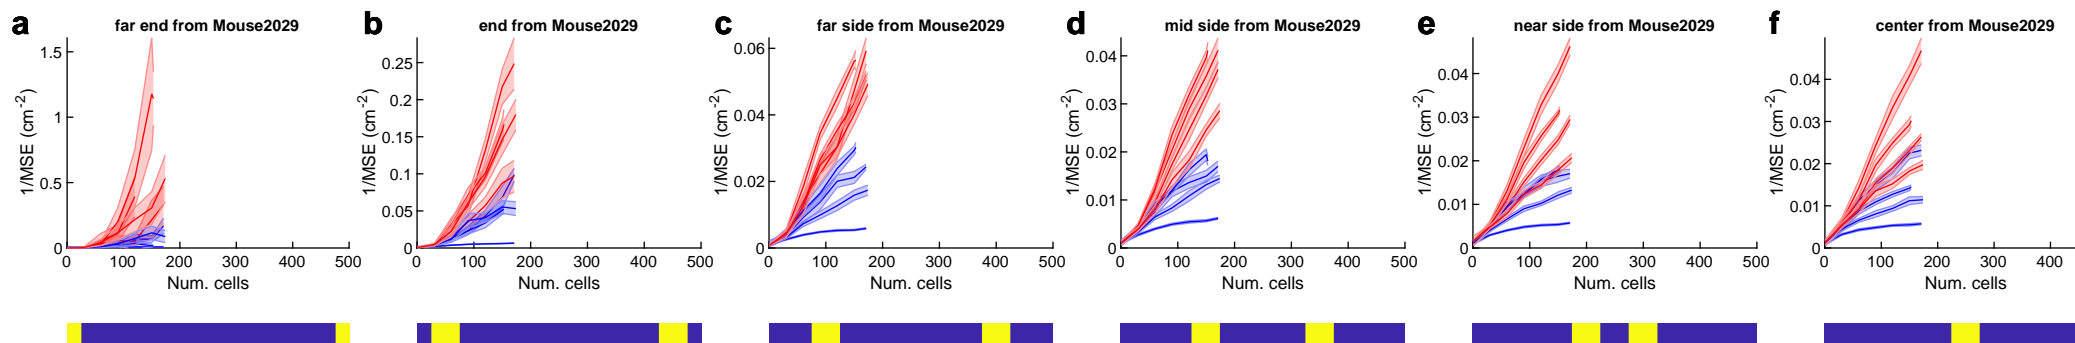 a
far end from Mouse2029
1/MSE (cm-2)
1.5
1
0.5
0
0 100 200 300 400 500
Num. cells
b
end from Mouse2029
1/MSE (cm-2)
0.25
0.2
0.15
0.1
0.05
0
0 100 200 300 400 500
Num. cells
c
far side from Mouse2029
1/MSE (cm-2)
0.06
0.04
0.02
0
0 100 200 300 400 500
Num. cells
d
mid side from Mouse2029
1/MSE (cm-2)
0.04
0.03
0.02
0.01
0
0 100 200 300 400 500
Num. cells
e
near side from Mouse2029
1/MSE (cm-2)
0.04
0.03
0.02
0.01
0
0 100 200 300 400 500
Num. cells
f
center from Mouse2029
1/MSE (cm-2)
0.04
0.03
0.02
0.01
0
0 100 200 300 400
Num. cells